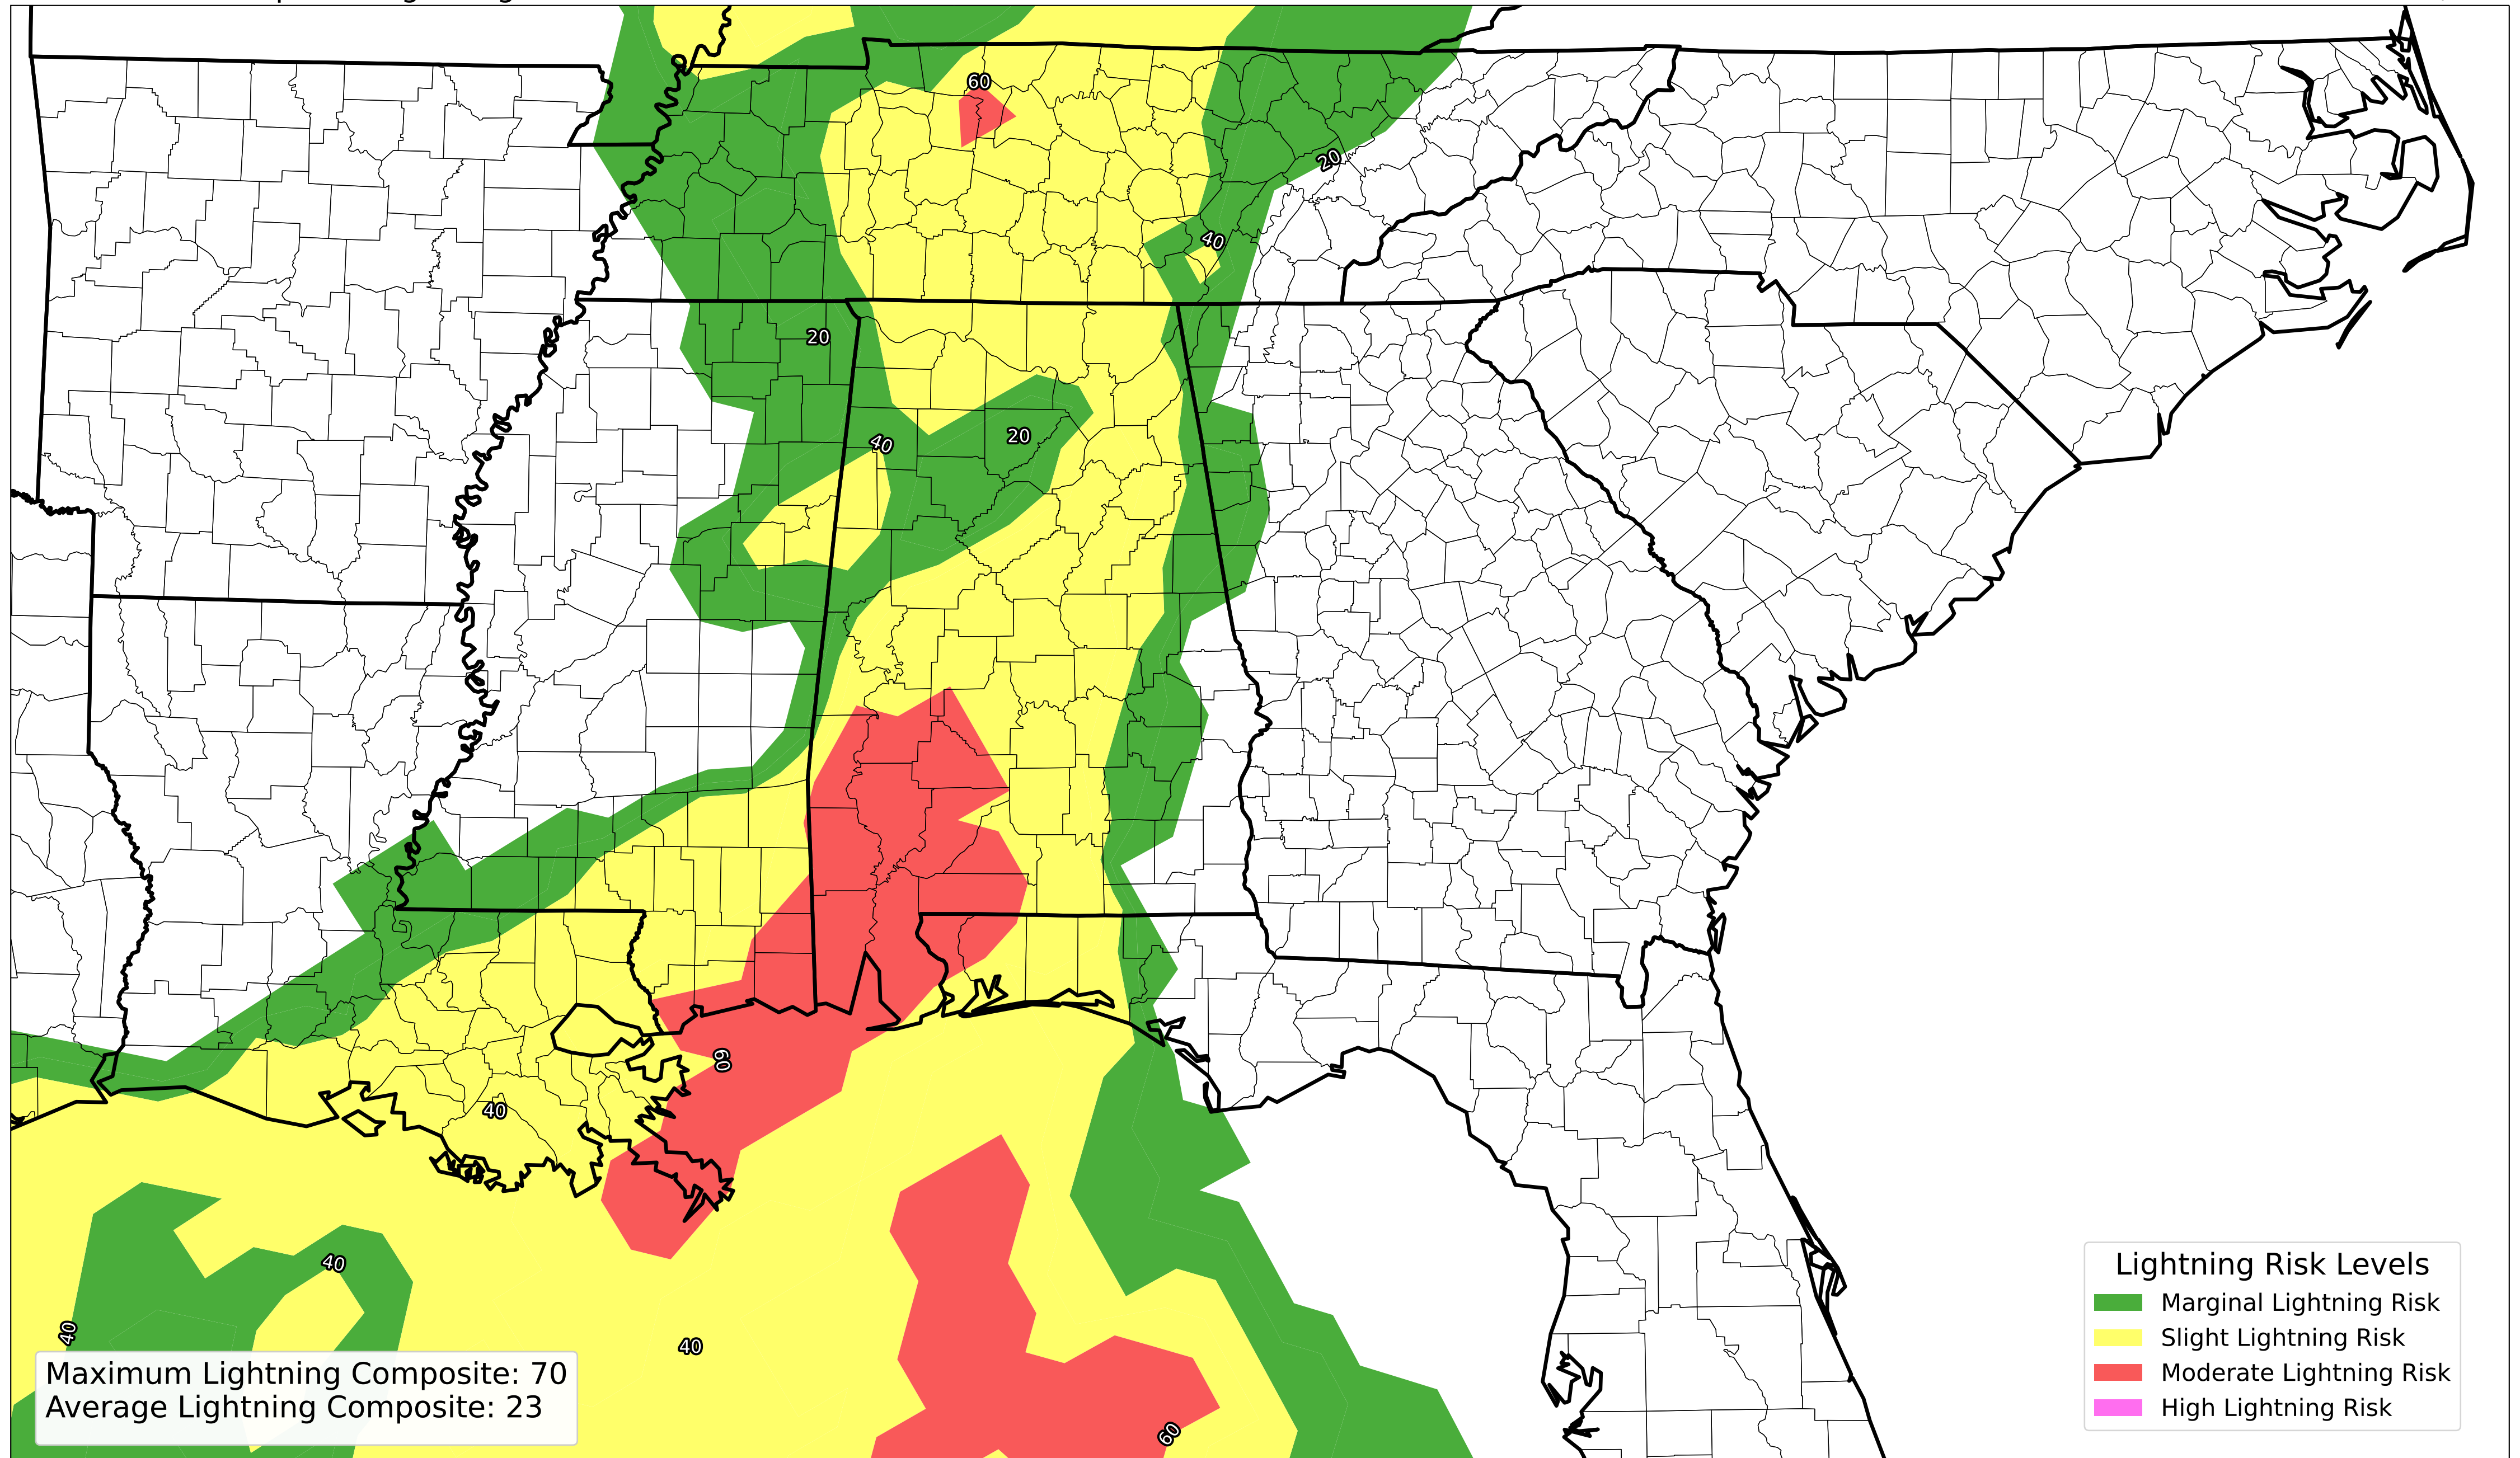 60
20
40
20
40
20
60
40
40
40
40
60
Maximum Lightning Composite: 70
Average Lightning Composite: 23
Lightning Risk Levels
Marginal Lightning Risk
Slight Lightning Risk
Moderate Lightning Risk
High Lightning Risk